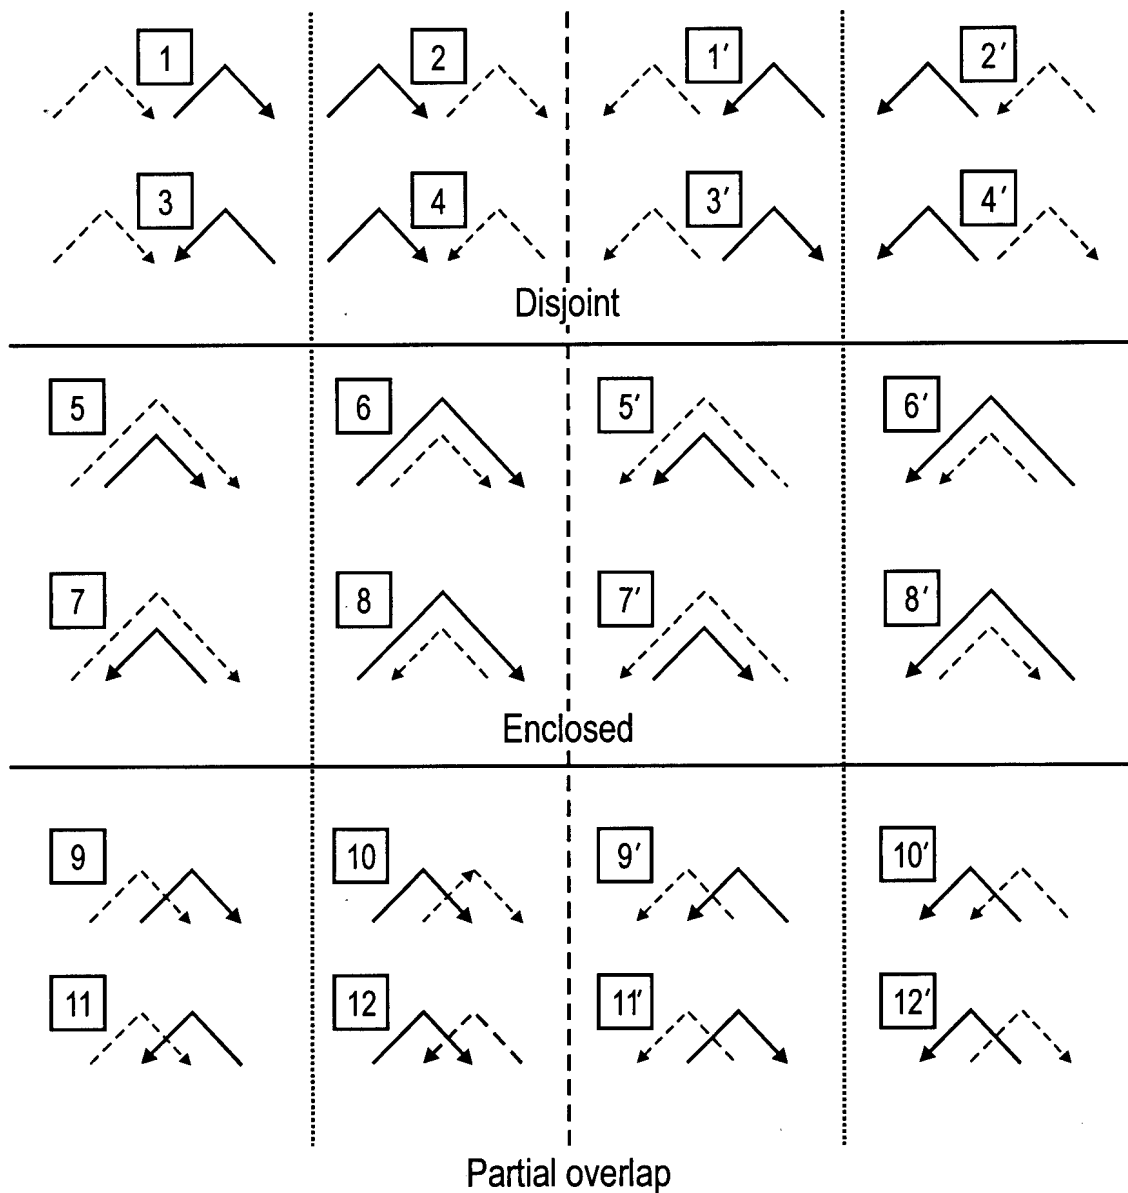 1 2 1′ 2′
3 4 3′ 4′
Disjoint
5 6 5′ 6′
7 8 7′ 8′
Enclosed
9 10 9′ 10′
11 12 11′ 12′
Partial overlap